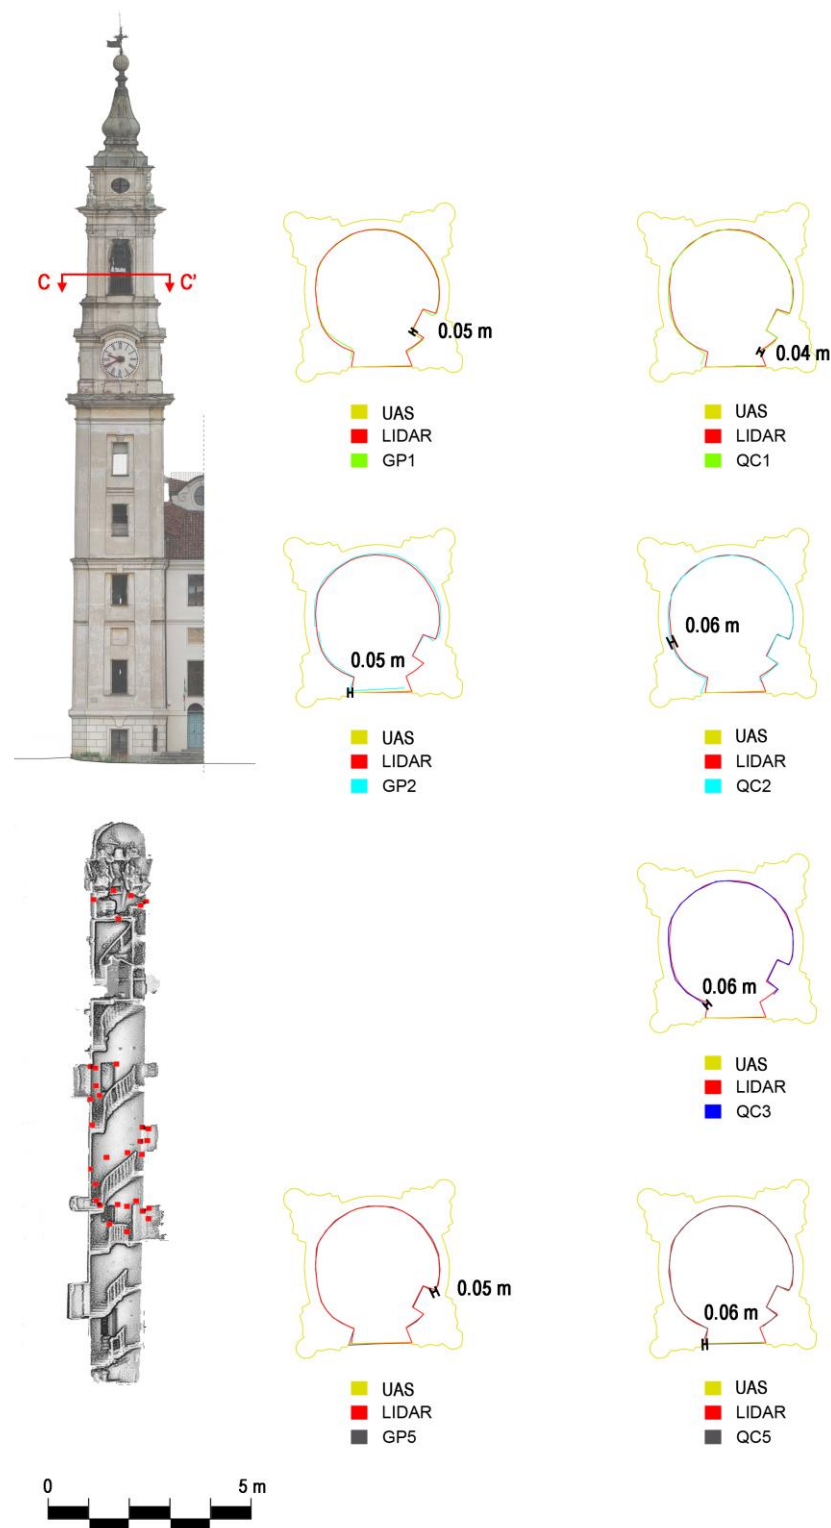 C
C'
0.05 m
UAS
LIDAR
GP1
0.04 m
UAS
LIDAR
QC1
0.05 m
UAS
LIDAR
GP2
0.06 m
UAS
LIDAR
QC2
0.06 m
UAS
LIDAR
QC3
0.05 m
UAS
LIDAR
GP5
0.06 m
UAS
LIDAR
QC5
0
5 m